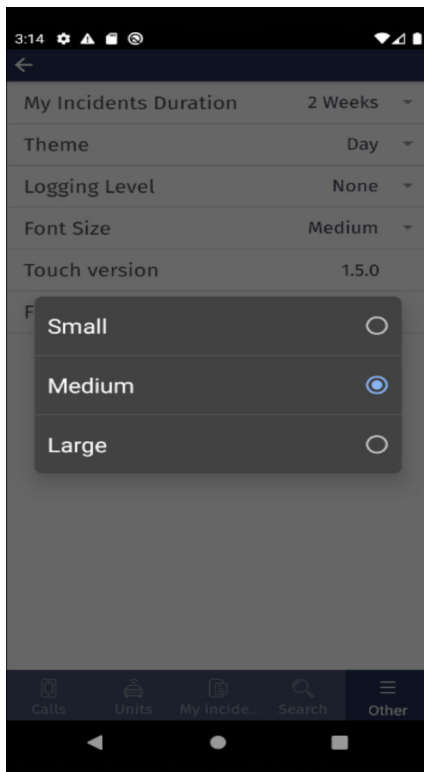 3:14
My Incidents Duration 2 Weeks
Theme Day
Logging Level None
Font Size Medium
Touch version 1.5.0
F
Small
Medium
Large
Calls Units My incide.. Search Other